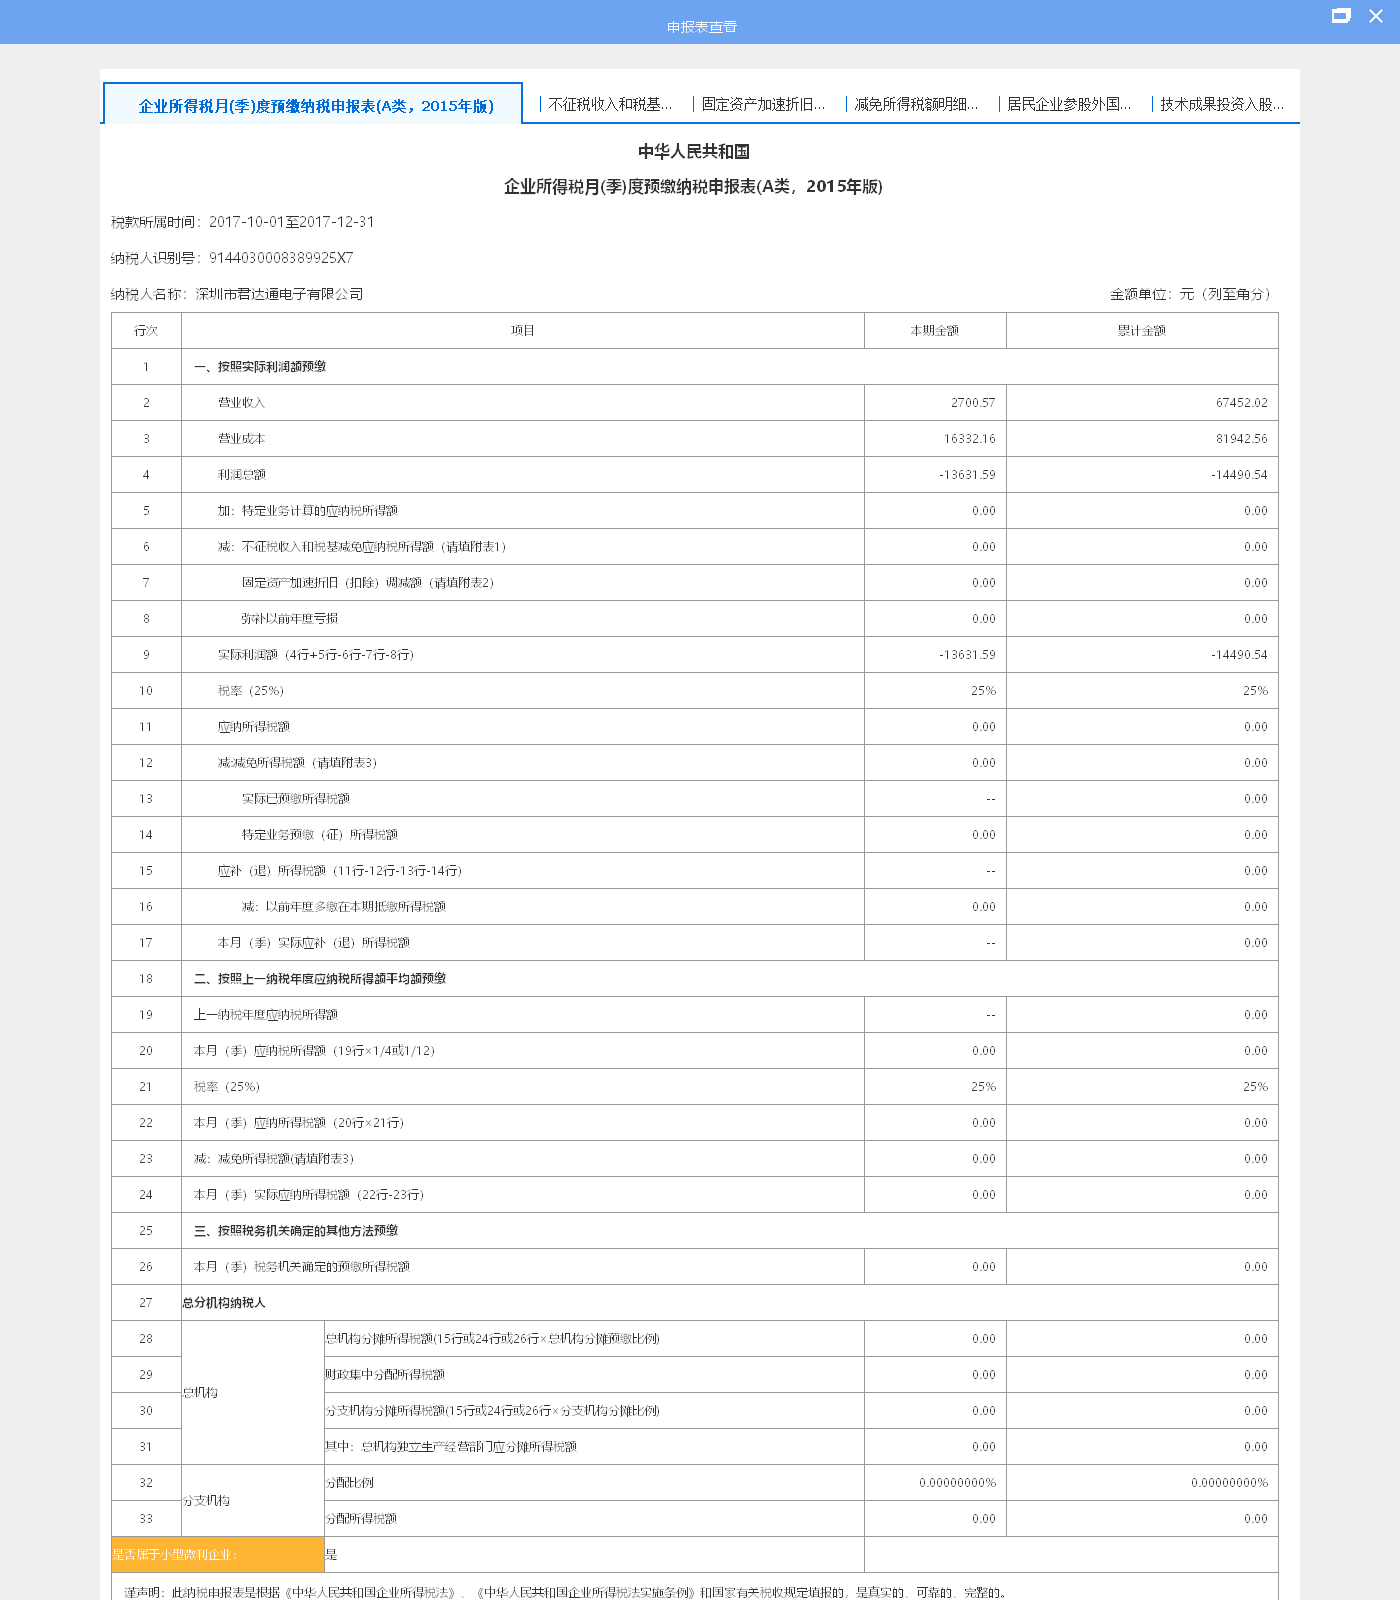 申报表查看
企业所得税月(季)度预缴纳税申报表(A类，2015年版)
不征税收入和税基...
固定资产加速折旧...
减免所得税额明细...
居民企业参股外国...
技术成果投资入股...
中华人民共和国
企业所得税月(季)度预缴纳税申报表(A类，2015年版)
税款所属时间：2017-10-01至2017-12-31
纳税人识别号：9144030008389925X7
纳税人名称：深圳市君达通电子有限公司 金额单位：元（列至角分）
行次 项目 本期金额 累计金额
1 一、按照实际利润额预缴
2 营业收入 2700.57 67452.02
3 营业成本 16332.16 81942.56
4 利润总额 -13631.59 -14490.54
5 加：特定业务计算的应纳税所得额 0.00 0.00
6 减：不征税收入和税基减免应纳税所得额（请填附表1） 0.00 0.00
7 固定资产加速折旧（扣除）调减额（请填附表2） 0.00 0.00
8 弥补以前年度亏损 0.00 0.00
9 实际利润额（4行+5行-6行-7行-8行） -13631.59 -14490.54
10 税率（25%） 25% 25%
11 应纳所得税额 0.00 0.00
12 减:减免所得税额（请填附表3） 0.00 0.00
13 实际已预缴所得税额 -- 0.00
14 特定业务预缴（征）所得税额 0.00 0.00
15 应补（退）所得税额（11行-12行-13行-14行） -- 0.00
16 减：以前年度多缴在本期抵缴所得税额 0.00 0.00
17 本月（季）实际应补（退）所得税额 -- 0.00
18 二、按照上一纳税年度应纳税所得额平均额预缴
19 上一纳税年度应纳税所得额 -- 0.00
20 本月（季）应纳税所得额（19行×1/4或1/12） 0.00 0.00
21 税率（25%） 25% 25%
22 本月（季）应纳所得税额（20行×21行） 0.00 0.00
23 减：减免所得税额(请填附表3) 0.00 0.00
24 本月（季）实际应纳所得税额（22行-23行） 0.00 0.00
25 三、按照税务机关确定的其他方法预缴
26 本月（季）税务机关确定的预缴所得税额 0.00 0.00
27 总分机构纳税人
28 总机构分摊所得税额(15行或24行或26行×总机构分摊预缴比例) 0.00 0.00
29 财政集中分配所得税额 0.00 0.00
总机构
30 分支机构分摊所得税额(15行或24行或26行×分支机构分摊比例) 0.00 0.00
31 其中：总机构独立生产经营部门应分摊所得税额 0.00 0.00
32 分配比例 0.00000000% 0.00000000%
分支机构
33 分配所得税额 0.00 0.00
是否属于小型微利企业： 是
谨声明：此纳税申报表是根据《中华人民共和国企业所得税法》、《中华人民共和国企业所得税法实施条例》和国家有关税收规定填报的，是真实的、可靠的、完整的。